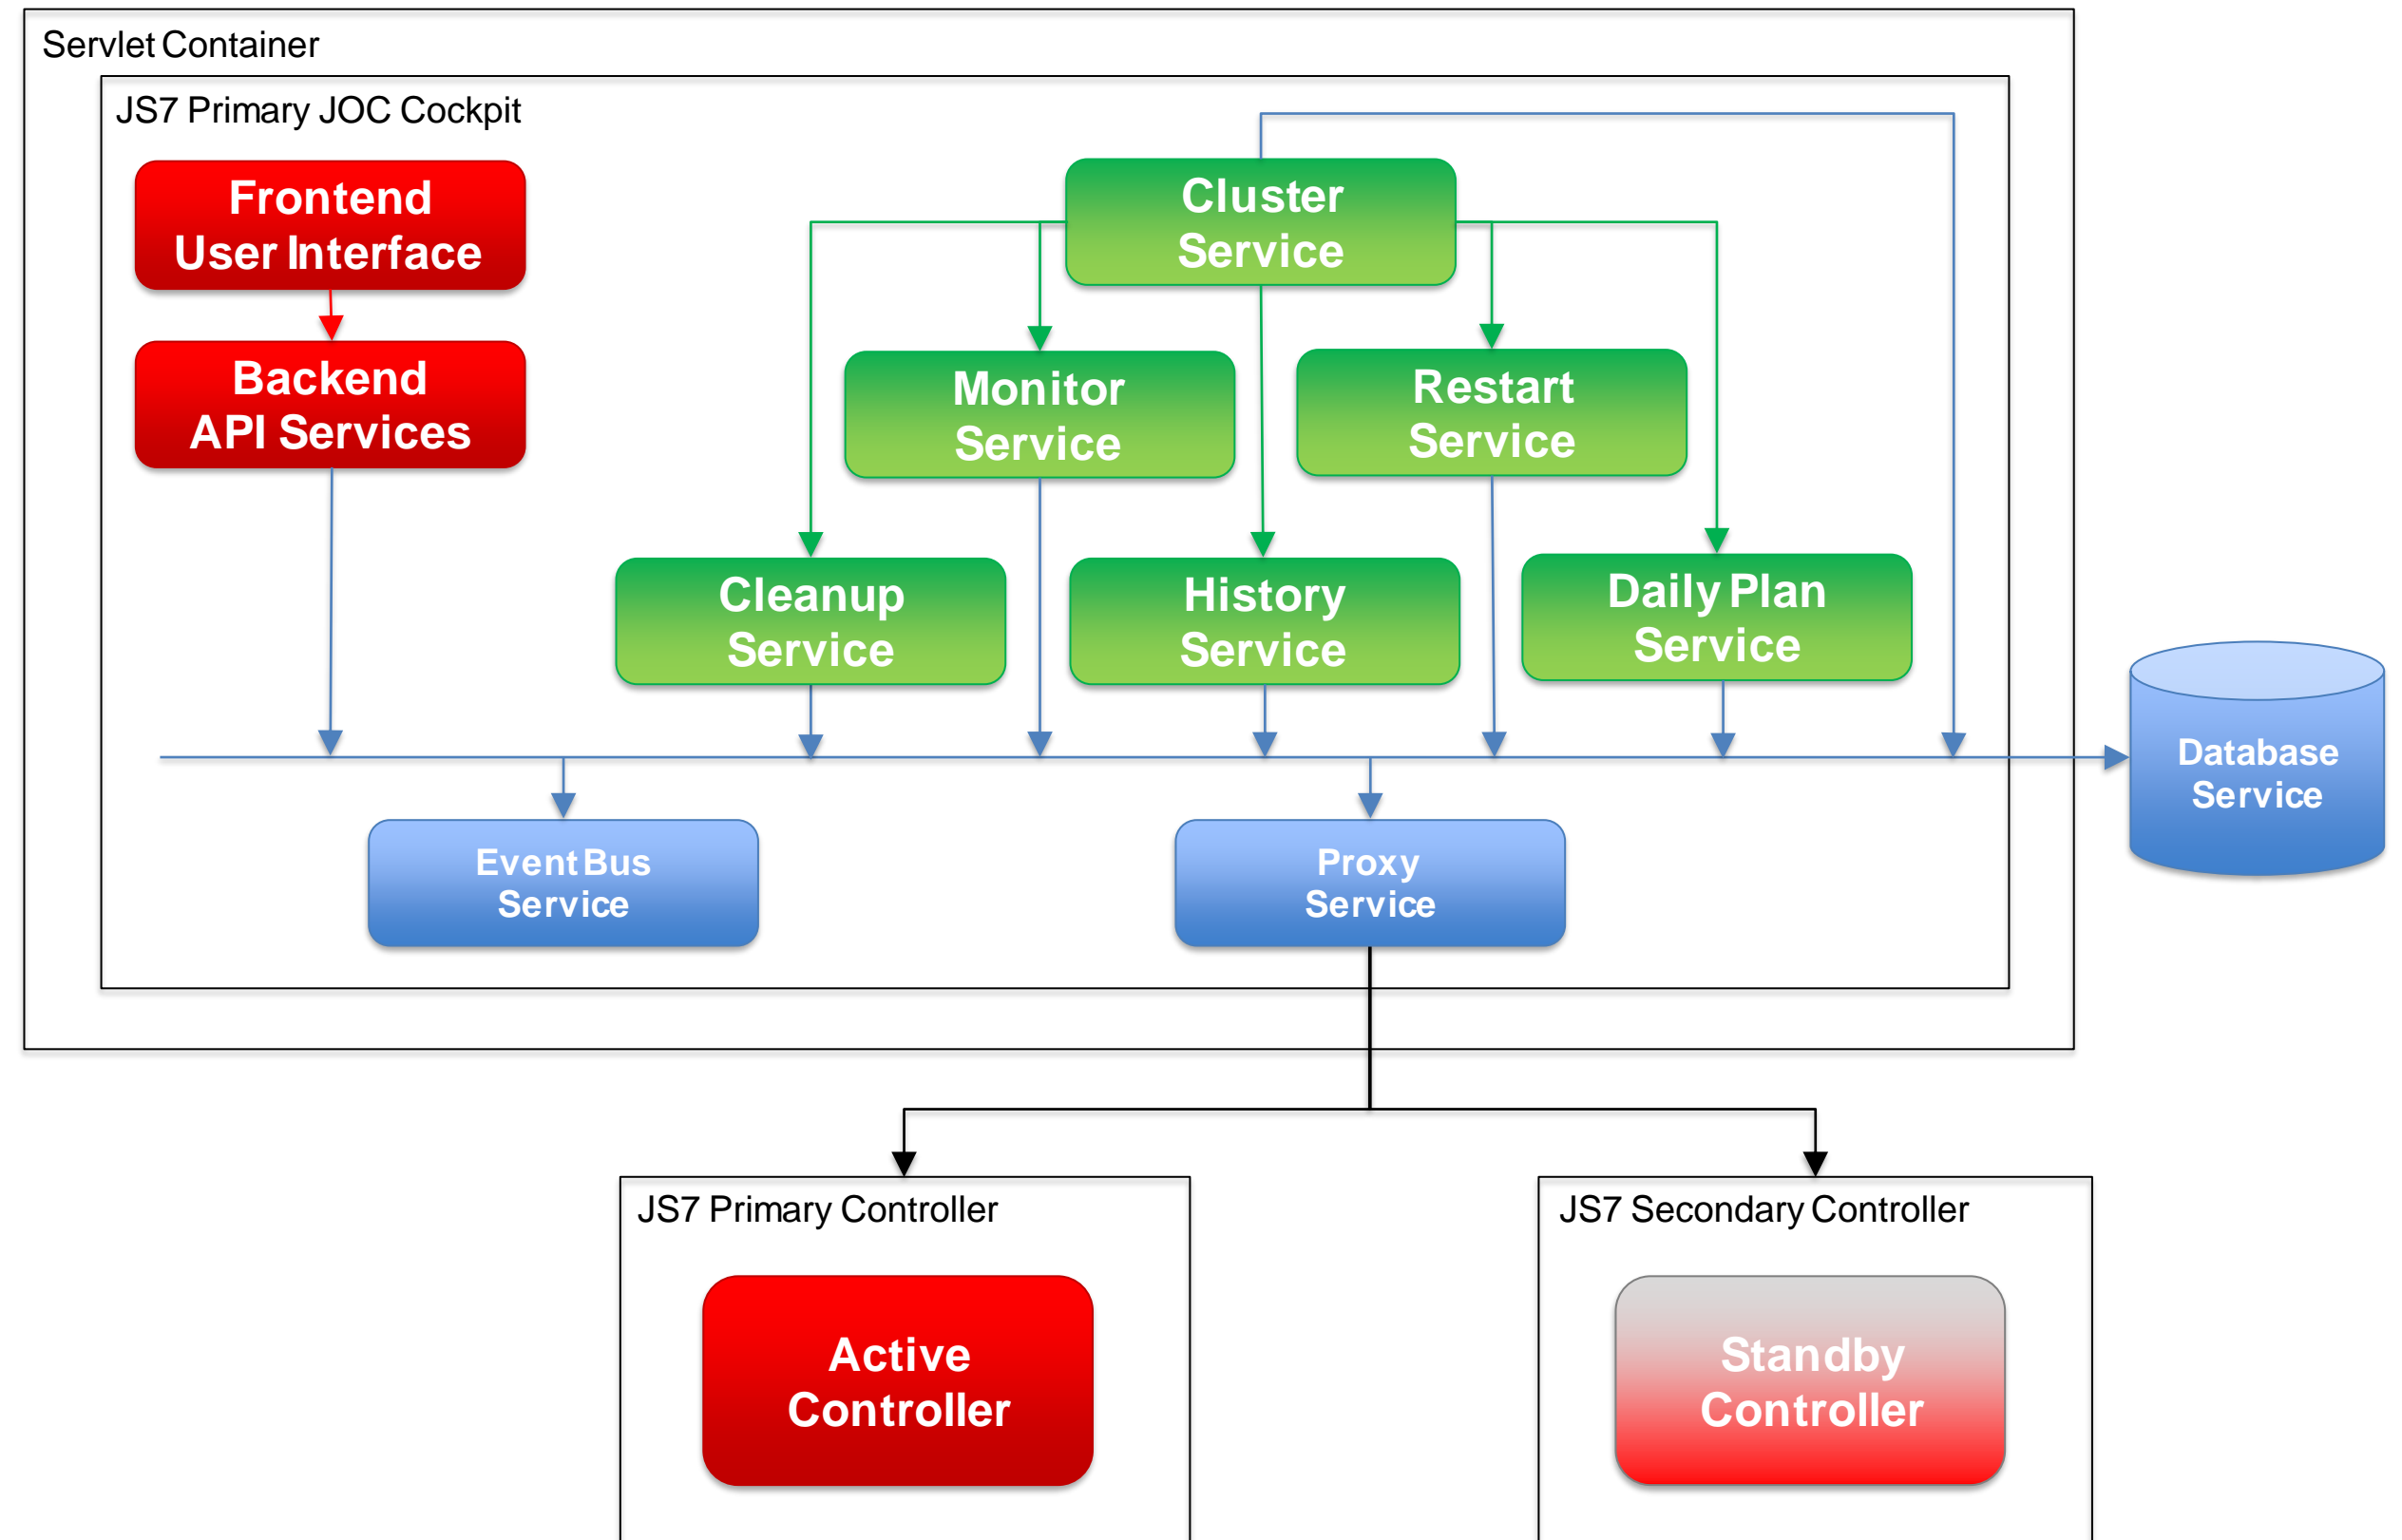 Servlet Container
JS7 Primary JOC Cockpit
Frontend
User Interface
Backend
API Services
Cluster
Service
Monitor
Service
Restart
Service
Cleanup
Service
History
Service
Daily Plan
Service
Database
Service
Event Bus
Service
Proxy
Service
JS7 Primary Controller
Active
Controller
JS7 Secondary Controller
Standby
Controller